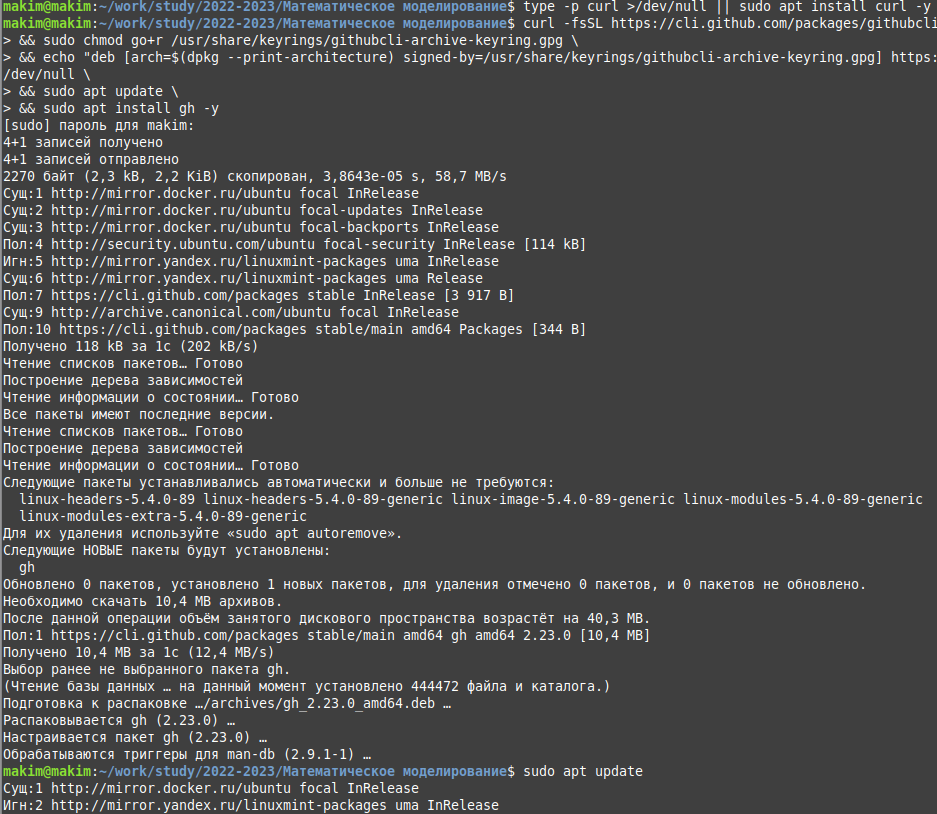 makim@makim:~/work/study/2022-2023/Математическое моделирование$ type -p curl >/dev/null || sudo apt install curl -y
makim@makim:~/work/study/2022-2023/Математическое моделирование$ curl -fsSL https://cli.github.com/packages/githubcli
> && sudo chmod go+r /usr/share/keyrings/githubcli-archive-keyring.gpg \
> && echo "deb [arch=$(dpkg --print-architecture) signed-by=/usr/share/keyrings/githubcli-archive-keyring.gpg] https:
/dev/null \
> && sudo apt update \
> && sudo apt install gh -y
[sudo] пароль для makim:
4+1 записей получено
4+1 записей отправлено
2270 байт (2,3 kB, 2,2 KiB) скопирован, 3,8643e-05 s, 58,7 MB/s
Сущ:1 http://mirror.docker.ru/ubuntu focal InRelease
Сущ:2 http://mirror.docker.ru/ubuntu focal-updates InRelease
Сущ:3 http://mirror.docker.ru/ubuntu focal-backports InRelease
Пол:4 http://security.ubuntu.com/ubuntu focal-security InRelease [114 kB]
Игн:5 http://mirror.yandex.ru/linuxmint-packages uma InRelease
Сущ:6 http://mirror.yandex.ru/linuxmint-packages uma Release
Пол:7 https://cli.github.com/packages stable InRelease [3 917 B]
Сущ:9 http://archive.canonical.com/ubuntu focal InRelease
Пол:10 https://cli.github.com/packages stable/main amd64 Packages [344 B]
Получено 118 kB за 1с (202 kB/s)
Чтение списков пакетов… Готово
Построение дерева зависимостей
Чтение информации о состоянии… Готово
Все пакеты имеют последние версии.
Чтение списков пакетов… Готово
Построение дерева зависимостей
Чтение информации о состоянии… Готово
Следующие пакеты устанавливались автоматически и больше не требуются:
  linux-headers-5.4.0-89 linux-headers-5.4.0-89-generic linux-image-5.4.0-89-generic linux-modules-5.4.0-89-generic
  linux-modules-extra-5.4.0-89-generic
Для их удаления используйте «sudo apt autoremove».
Следующие НОВЫЕ пакеты будут установлены:
  gh
Обновлено 0 пакетов, установлено 1 новых пакетов, для удаления отмечено 0 пакетов, и 0 пакетов не обновлено.
Необходимо скачать 10,4 MB архивов.
После данной операции объём занятого дискового пространства возрастёт на 40,3 MB.
Пол:1 https://cli.github.com/packages stable/main amd64 gh amd64 2.23.0 [10,4 MB]
Получено 10,4 MB за 1с (12,4 MB/s)
Выбор ранее не выбранного пакета gh.
(Чтение базы данных … на данный момент установлено 444472 файла и каталога.)
Подготовка к распаковке …/archives/gh_2.23.0_amd64.deb …
Распаковывается gh (2.23.0) …
Настраивается пакет gh (2.23.0) …
Обрабатываются триггеры для man-db (2.9.1-1) …
makim@makim:~/work/study/2022-2023/Математическое моделирование$ sudo apt update
Сущ:1 http://mirror.docker.ru/ubuntu focal InRelease
Игн:2 http://mirror.yandex.ru/linuxmint-packages uma InRelease